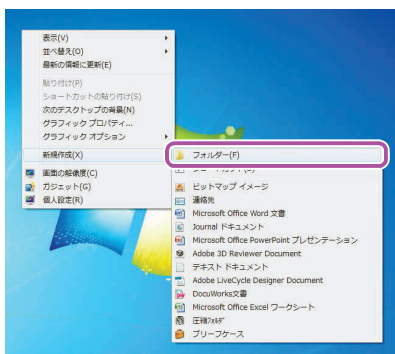 表示(V)
並べ替え(O)
最新の情報に更新(E)
貼り付け(P)
ショートカットの貼り付け(S)
次のデスクトップの背景(N)
グラフィック プロパティ...
グラフィック オプション
新規作成(X)
画面の解像度(C)
ガジェット(G)
個人設定(R)
フォルダー(F)
ビットマップ イメージ
連絡先
Microsoft Office Word 文書
Journal ドキュメント
Microsoft Office PowerPoint プレゼンテーション
Adobe 3D Reviewer Document
テキスト ドキュメント
Adobe LiveCycle Designer Document
DocuWorks文書
Microsoft Office Excel ワークシート
圧縮フォルダ
ブリーフケース